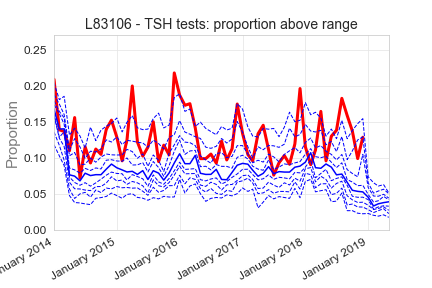 L83106 - TSH tests: proportion above range
Proportion
0.25
0.20
0.15
0.10
0.05
0.00
nuary 2014
January 2015
January 2016
January 2017
January 2018
January 2019